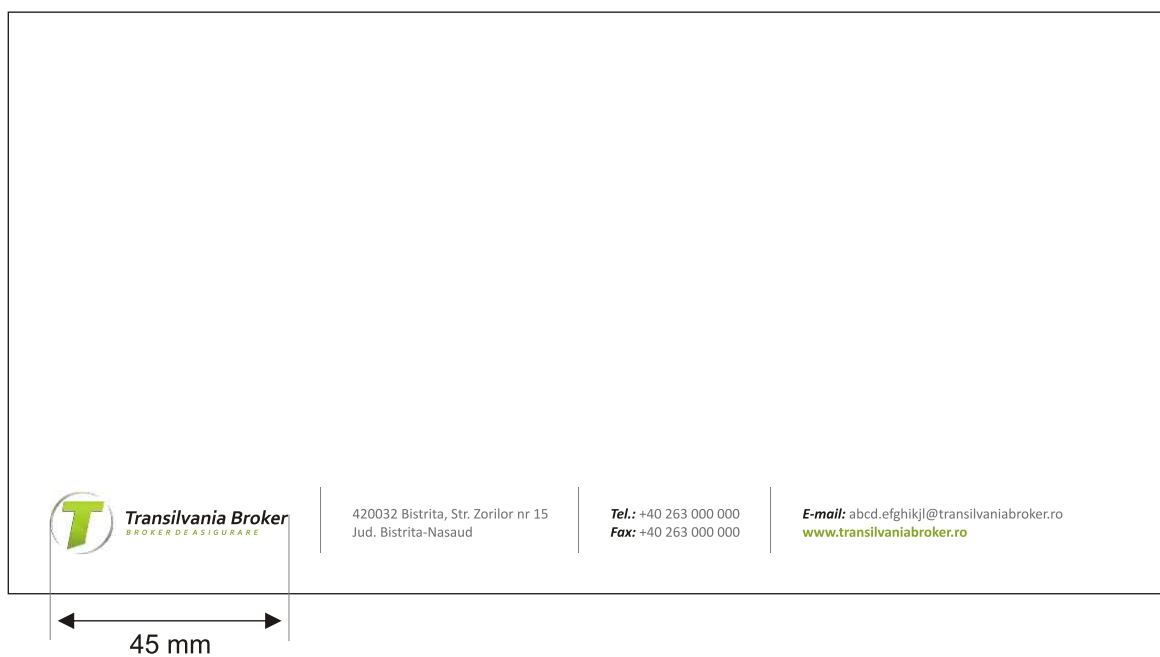 Transilvania Broker
BROKER DE ASIGURARE
420032 Bistrita, Str. Zorilor nr 15
Jud. Bistrita-Nasaud
Tel.: +40 263 000 000
Fax: +40 263 000 000
E-mail: abcd.efghikjl@transilvaniabroker.ro
www.transilvaniabroker.ro
45 mm